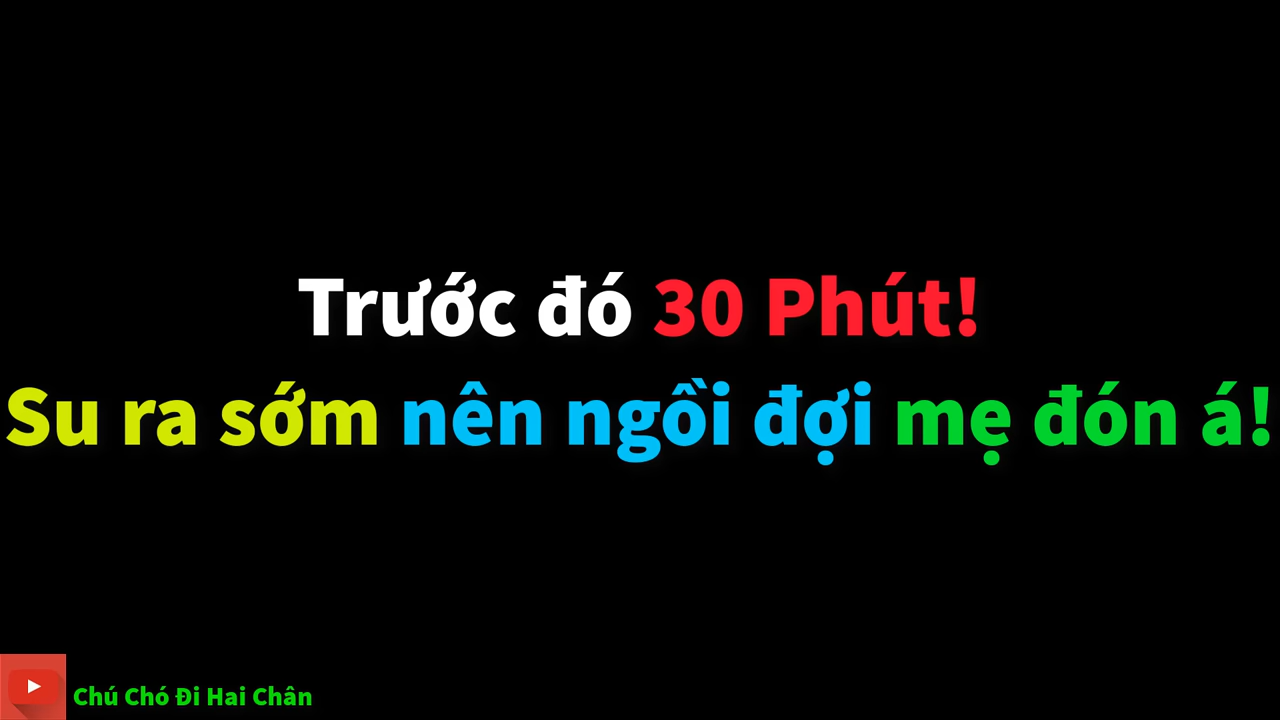 Trước đó 30 Phút!
Su ra sớm nên ngồi đợi mẹ đón á!
Chú Chó Đi Hai Chân